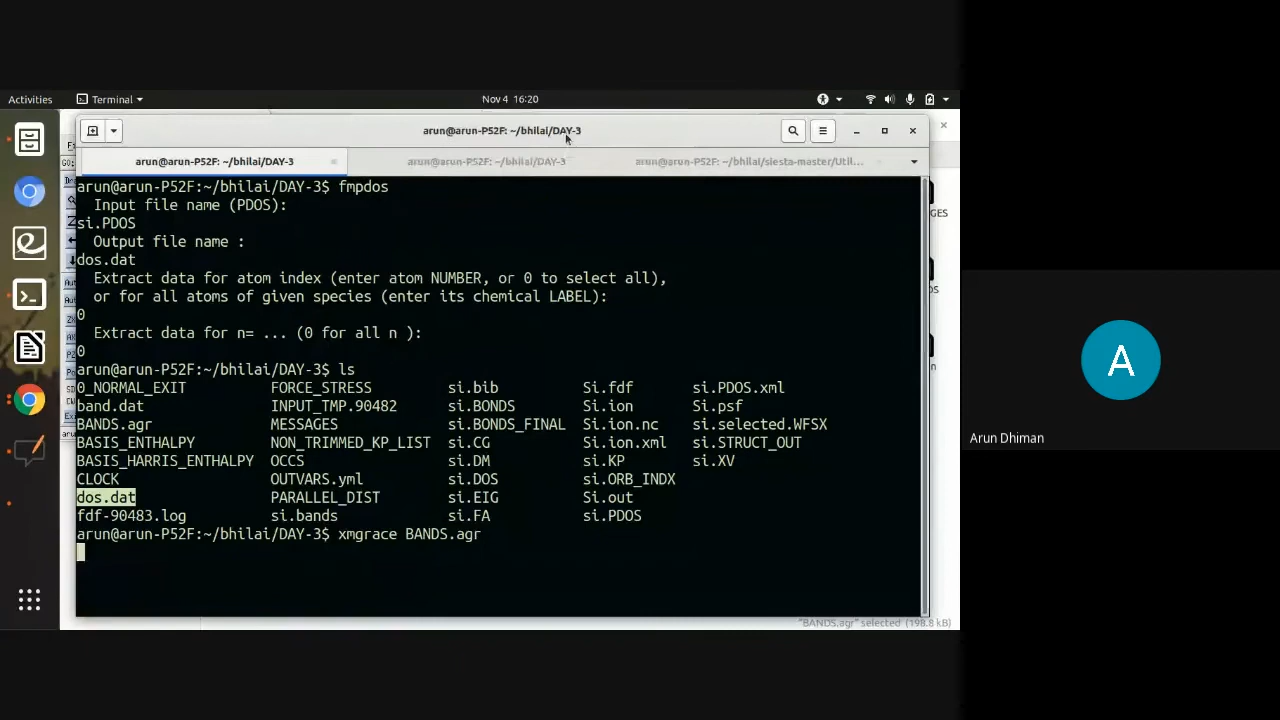 Activities Terminal Nov 4 16:20
arun@arun-P52F: ~/bhilai/DAY-3
arun@arun-P52F: ~/bhilai/DAY-3 arun@arun-P52F: ~/bhilai/DAY-3 arun@arun-P52F: ~/bhilai/siesta-master/Util...
arun@arun-P52F:~/bhilai/DAY-3$ fmpdos
Input file name (PDOS):
si.PDOS
Output file name :
dos.dat
Extract data for atom index (enter atom NUMBER, or 0 to select all),
or for all atoms of given species (enter its chemical LABEL):
0
Extract data for n= ... (0 for all n ):
0
arun@arun-P52F:~/bhilai/DAY-3$ ls
0_NORMAL_EXIT FORCE_STRESS si.bib Si.fdf si.PDOS.xml
band.dat INPUT_TMP.90482 si.BONDS Si.ion Si.psf
BANDS.agr MESSAGES si.BONDS_FINAL Si.ion.nc si.selected.WFSX
BASIS_ENTHALPY NON_TRIMMED_KP_LIST si.CG Si.ion.xml si.STRUCT_OUT
BASIS_HARRIS_ENTHALPY OCCS si.DM si.KP si.XV
CLOCK OUTVARS.yml si.DOS si.ORB_INDX
dos.dat PARALLEL_DIST si.EIG Si.out
fdf-90483.log si.bands si.FA si.PDOS
arun@arun-P52F:~/bhilai/DAY-3$ xmgrace BANDS.agr
GES
"BANDS.agr" selected (198.8 kB)
A
Arun Dhiman